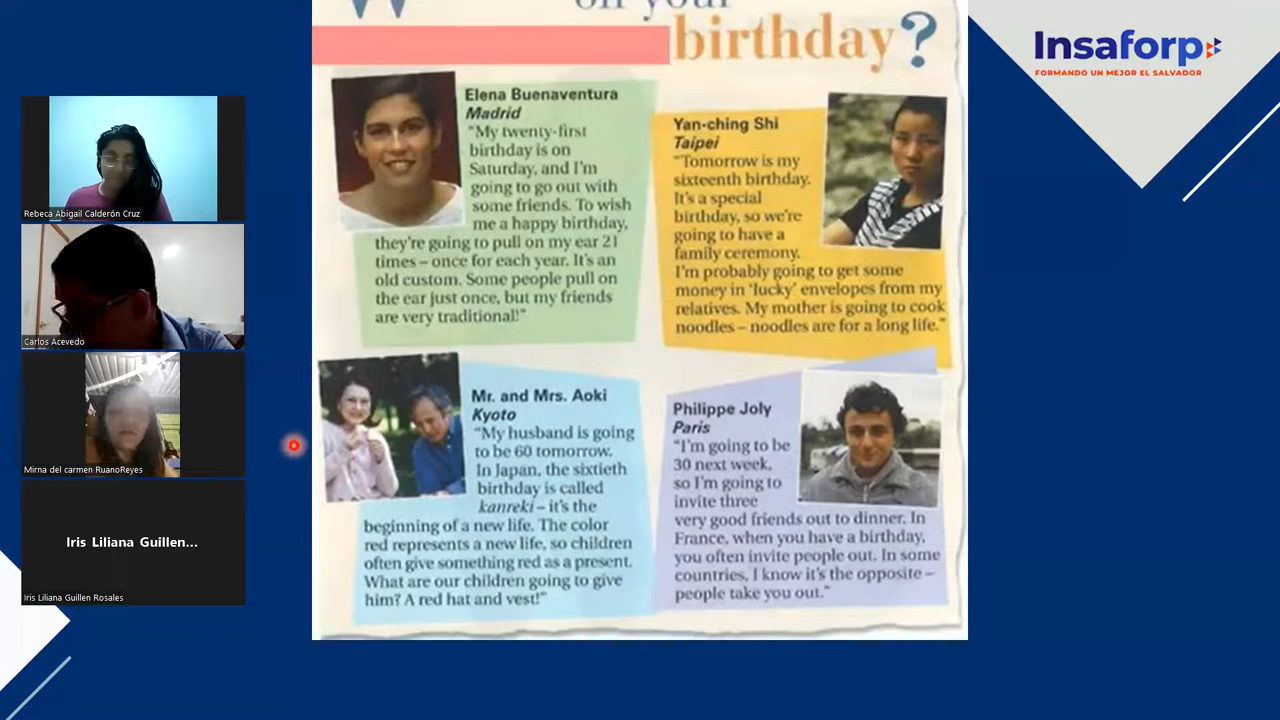 on your
birthday?
Insaforp
FORMANDO UN MEJOR EL SALVADOR
Rebeca Abigail Calderón Cruz
Carlos Acevedo
Mirna del carmen RuanoReyes
Iris Liliana Guillen...
Iris Liliana Guillen Rosales
Elena Buenaventura
Madrid
"My twenty-first
birthday is on
Saturday, and I'm
going to go out with
some friends. To wish
me a happy birthday,
they're going to pull on my ear 21
times – once for each year. It's an
old custom. Some people pull on
the ear just once, but my friends
are very traditional!"
Yan-ching Shi
Taipei
"Tomorrow is my
sixteenth birthday.
It's a special
birthday, so we're
going to have a
family ceremony.
I'm probably going to get some
money in 'lucky' envelopes from my
relatives. My mother is going to cook
noodles – noodles are for a long life."
Mr. and Mrs. Aoki
Kyoto
"My husband is going
to be 60 tomorrow.
In Japan, the sixtieth
birthday is called
kanreki – it's the
beginning of a new life. The color
red represents a new life, so children
often give something red as a present.
What are our children going to give
him? A red hat and vest!"
Philippe Joly
Paris
"I'm going to be
30 next week,
so I'm going to
invite three
very good friends out to dinner. In
France, when you have a birthday,
you often invite people out. In some
countries, I know it's the opposite –
people take you out."